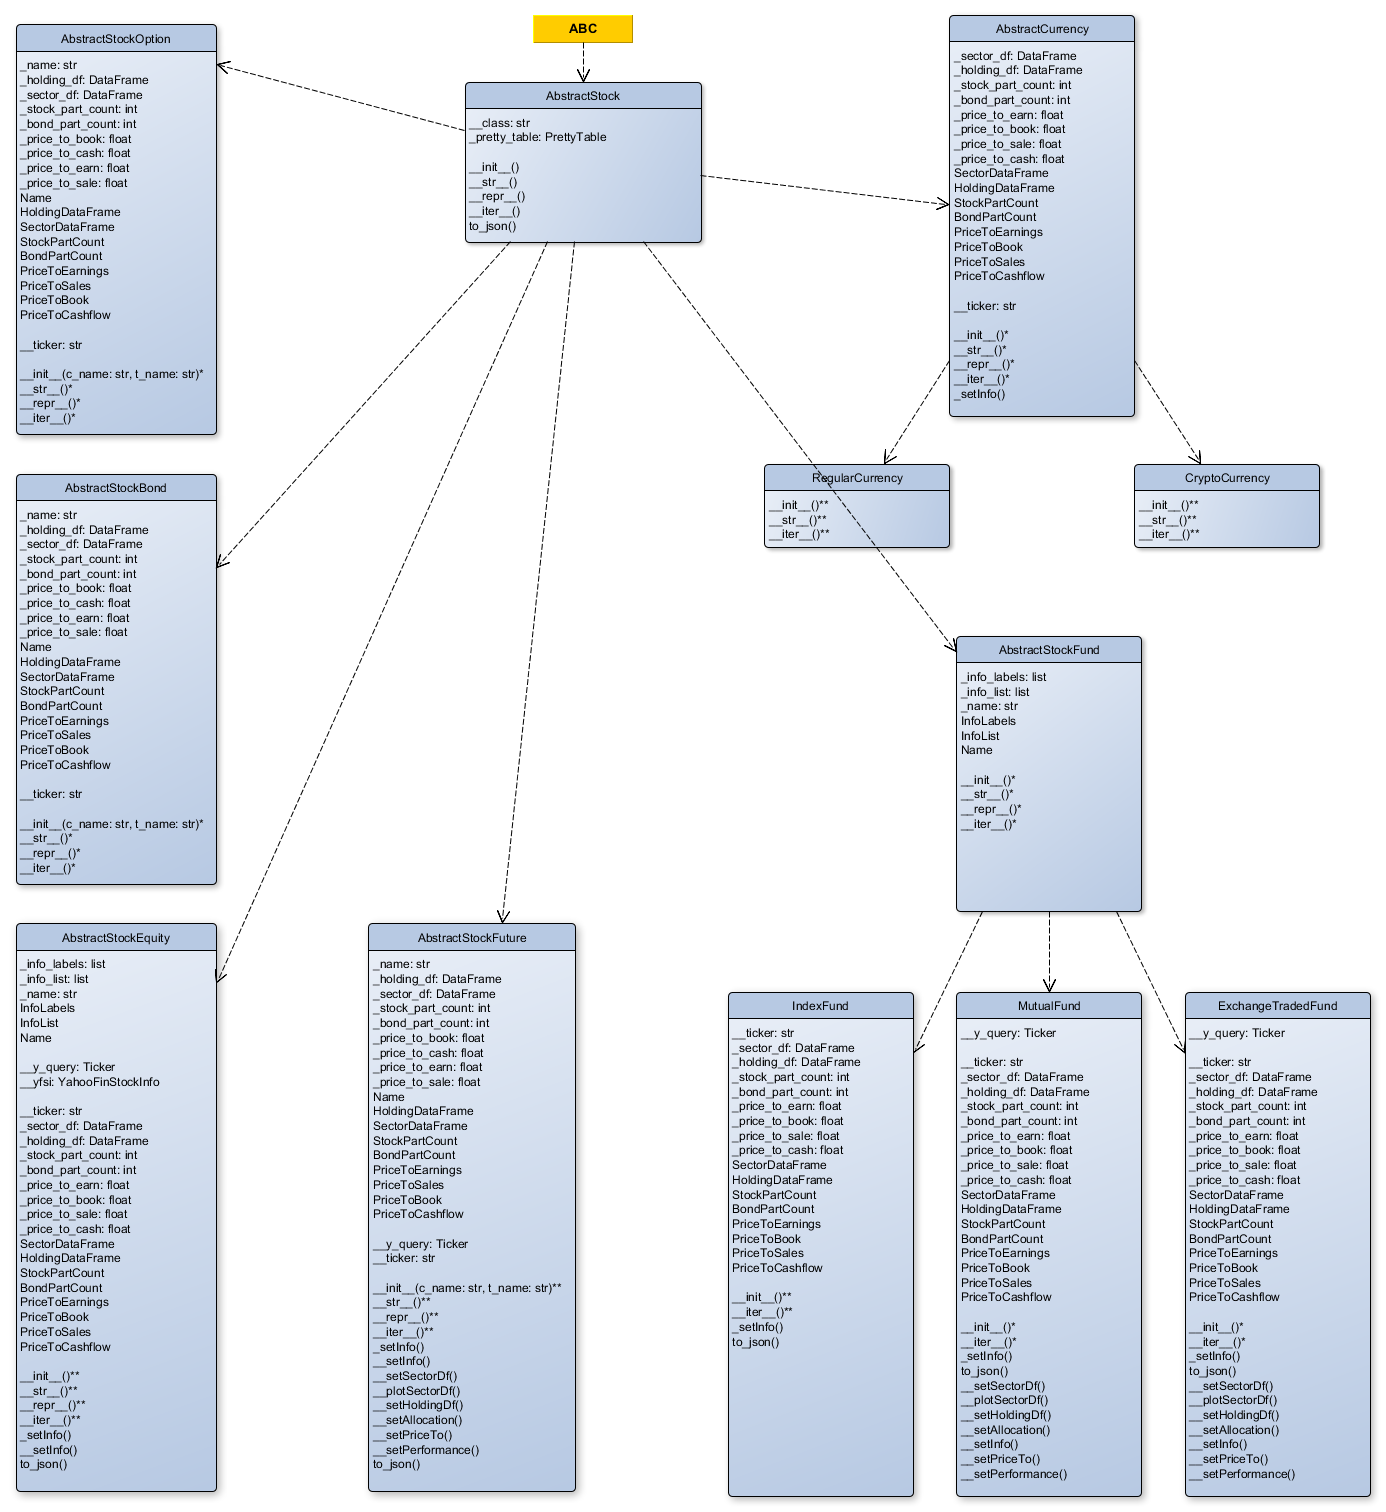 AbstractStockOption
_name: str
_holding_df: DataFrame
_sector_df: DataFrame
_stock_part_count: int
_bond_part_count: int
_price_to_book: float
_price_to_cash: float
_price_to_earn: float
_price_to_sale: float
Name
HoldingDataFrame
SectorDataFrame
StockPartCount
BondPartCount
PriceToEarnings
PriceToSales
PriceToBook
PriceToCashflow
__ticker: str
__init__(c_name: str, t_name: str)*
__str__()*
__repr__()*
__iter__()*
ABC
AbstractStock
__class: str
_pretty_table: PrettyTable
__init__()
__str__()
__repr__()
__iter__()
to_json()
AbstractCurrency
_sector_df: DataFrame
_holding_df: DataFrame
_stock_part_count: int
_bond_part_count: int
_price_to_earn: float
_price_to_book: float
_price_to_sale: float
_price_to_cash: float
SectorDataFrame
HoldingDataFrame
StockPartCount
BondPartCount
PriceToEarnings
PriceToBook
PriceToSales
PriceToCashflow
__ticker: str
__init__()*
__str__()*
__repr__()*
__iter__()*
_setInfo()
RegularCurrency
__init__()**
__str__()**
__iter__()**
CryptoCurrency
__init__()**
__str__()**
__iter__()**
AbstractStockBond
_name: str
_holding_df: DataFrame
_sector_df: DataFrame
_stock_part_count: int
_bond_part_count: int
_price_to_book: float
_price_to_cash: float
_price_to_earn: float
_price_to_sale: float
Name
HoldingDataFrame
SectorDataFrame
StockPartCount
BondPartCount
PriceToEarnings
PriceToSales
PriceToBook
PriceToCashflow
__ticker: str
__init__(c_name: str, t_name: str)*
__str__()*
__repr__()*
__iter__()*
AbstractStockFund
_info_labels: list
_info_list: list
_name: str
InfoLabels
InfoList
Name
__init__()*
__str__()*
__repr__()*
__iter__()*
AbstractStockEquity
_info_labels: list
_info_list: list
_name: str
InfoLabels
InfoList
Name
__y_query: Ticker
__yfsi: YahooFinStockInfo
__ticker: str
_sector_df: DataFrame
_holding_df: DataFrame
_stock_part_count: int
_bond_part_count: int
_price_to_earn: float
_price_to_book: float
_price_to_sale: float
_price_to_cash: float
SectorDataFrame
HoldingDataFrame
StockPartCount
BondPartCount
PriceToEarnings
PriceToBook
PriceToSales
PriceToCashflow
__init__()**
__str__()**
__repr__()**
__iter__()**
_setInfo()
__setInfo()
to_json()
AbstractStockFuture
_name: str
_holding_df: DataFrame
_sector_df: DataFrame
_stock_part_count: int
_bond_part_count: int
_price_to_book: float
_price_to_cash: float
_price_to_earn: float
_price_to_sale: float
Name
HoldingDataFrame
SectorDataFrame
StockPartCount
BondPartCount
PriceToEarnings
PriceToSales
PriceToBook
PriceToCashflow
__y_query: Ticker
__ticker: str
__init__(c_name: str, t_name: str)**
__str__()**
__repr__()**
__iter__()**
_setInfo()
__setInfo()
__setSectorDf()
__plotSectorDf()
__setHoldingDf()
__setAllocation()
__setPriceTo()
__setPerformance()
to_json()
IndexFund
__ticker: str
_sector_df: DataFrame
_holding_df: DataFrame
_stock_part_count: int
_bond_part_count: int
_price_to_earn: float
_price_to_book: float
_price_to_sale: float
_price_to_cash: float
SectorDataFrame
HoldingDataFrame
StockPartCount
BondPartCount
PriceToEarnings
PriceToBook
PriceToSales
PriceToCashflow
__init__()**
__iter__()**
_setInfo()
to_json()
MutualFund
__y_query: Ticker
__ticker: str
_sector_df: DataFrame
_holding_df: DataFrame
_stock_part_count: int
_bond_part_count: int
_price_to_earn: float
_price_to_book: float
_price_to_sale: float
_price_to_cash: float
SectorDataFrame
HoldingDataFrame
StockPartCount
BondPartCount
PriceToEarnings
PriceToBook
PriceToSales
PriceToCashflow
__init__()*
__iter__()*
_setInfo()
to_json()
__setSectorDf()
__plotSectorDf()
__setHoldingDf()
__setAllocation()
__setInfo()
__setPriceTo()
__setPerformance()
ExchangeTradedFund
__y_query: Ticker
__ticker: str
_sector_df: DataFrame
_holding_df: DataFrame
_stock_part_count: int
_bond_part_count: int
_price_to_earn: float
_price_to_book: float
_price_to_sale: float
_price_to_cash: float
SectorDataFrame
HoldingDataFrame
StockPartCount
BondPartCount
PriceToEarnings
PriceToBook
PriceToSales
PriceToCashflow
__init__()*
__iter__()*
_setInfo()
to_json()
__setSectorDf()
__plotSectorDf()
__setHoldingDf()
__setAllocation()
__setInfo()
__setPriceTo()
__setPerformance()